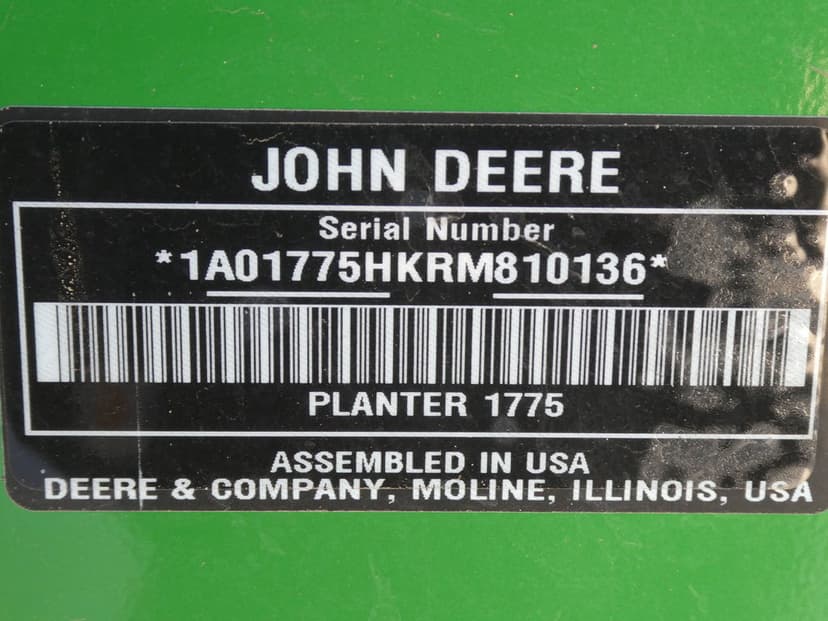 JOHN DEERE
Serial Number
*1A01775HKRM810136*
PLANTER 1775
ASSEMBLED IN USA
DEERE & COMPANY, MOLINE, ILLINOIS, USA